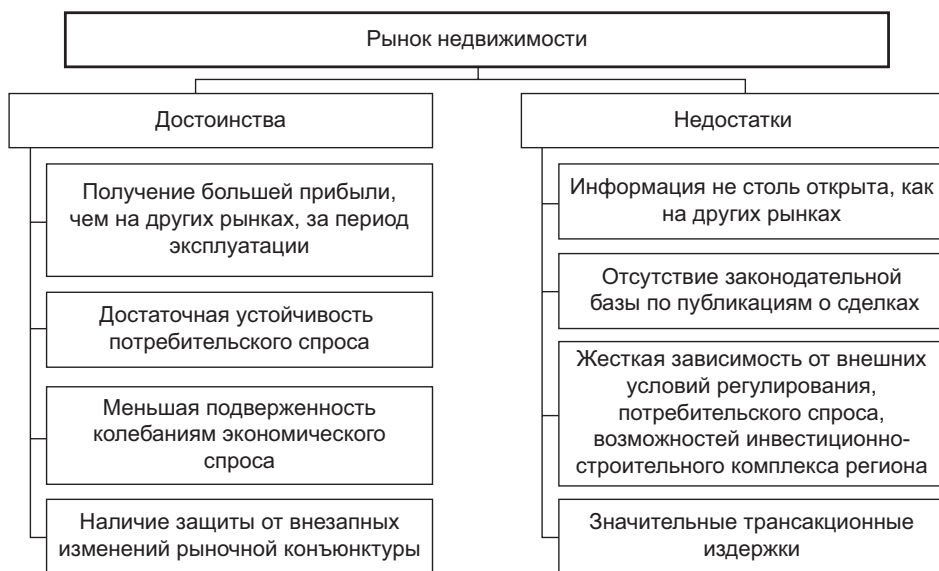 Рынок недвижимости
Достоинства
Получение большей прибыли,
чем на других рынках, за период
эксплуатации
Достаточная устойчивость
потребительского спроса
Меньшая подверженность
колебаниям экономического
спроса
Наличие защиты от внезапных
изменений рыночной конъюнктуры
Недостатки
Информация не столь открыта, как
на других рынках
Отсутствие законодательной
базы по публикациям о сделках
Жесткая зависимость от внешних
условий регулирования,
потребительского спроса,
возможностей инвестиционно-
строительного комплекса региона
Значительные трансакционные
издержки